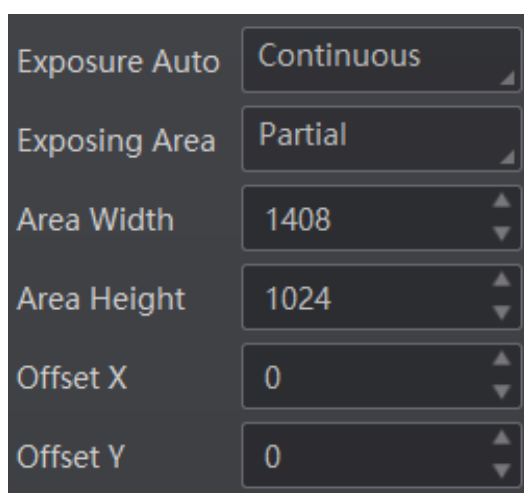 Exposure Auto Continuous
Exposing Area Partial
Area Width 1408
Area Height 1024
Offset X 0
Offset Y 0